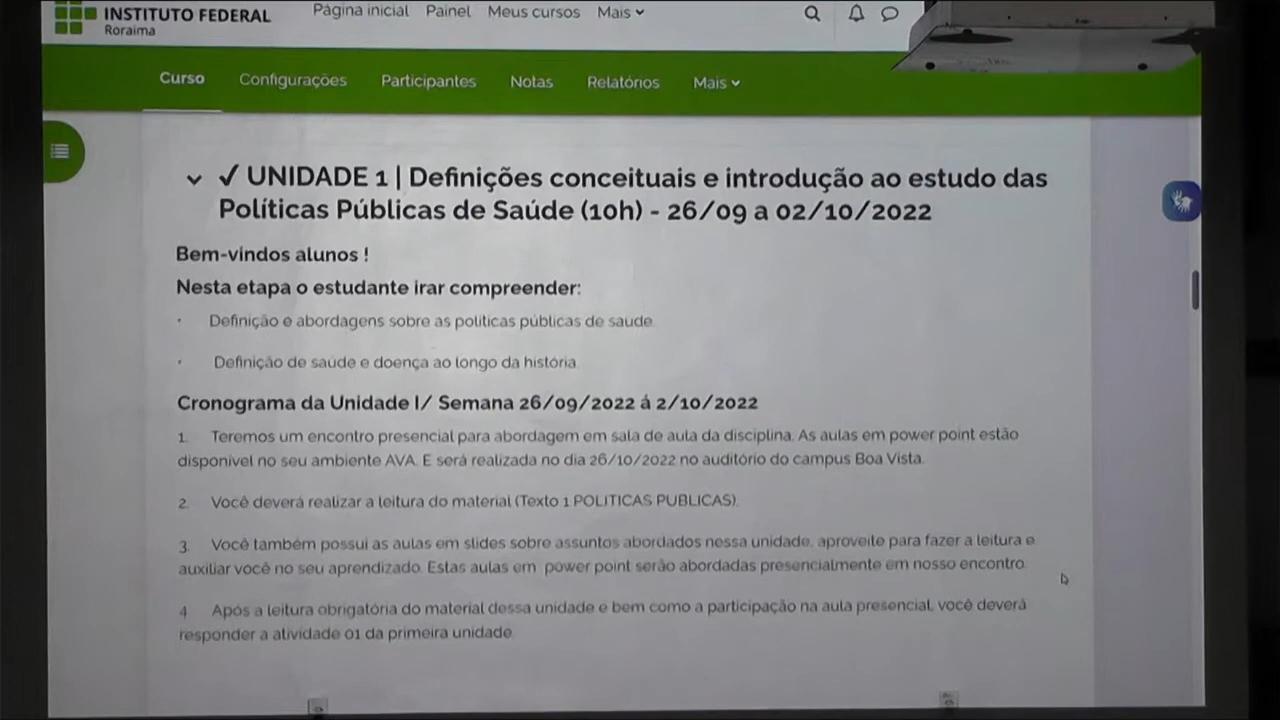 INSTITUTO FEDERAL
Roraima
Página inicial Painel Meus cursos Mais
Curso Configurações Participantes Notas Relatórios Mais
✓ UNIDADE 1 | Definições conceituais e introdução ao estudo das
Políticas Públicas de Saúde (10h) - 26/09 a 02/10/2022
Bem-vindos alunos !
Nesta etapa o estudante irar compreender:
· Definição e abordagens sobre as políticas públicas de saúde.
· Definição de saúde e doença ao longo da história.
Cronograma da Unidade I/ Semana 26/09/2022 á 2/10/2022
1. Teremos um encontro presencial para abordagem em sala de aula da disciplina. As aulas em power point estão
disponível no seu ambiente AVA. E será realizada no dia 26/10/2022 no auditório do campus Boa Vista.
2. Você deverá realizar a leitura do material (Texto 1 POLITICAS PUBLICAS).
3. Você também possui as aulas em slides sobre assuntos abordados nessa unidade, aproveite para fazer a leitura e
auxiliar você no seu aprendizado. Estas aulas em power point serão abordadas presencialmente em nosso encontro.
4 Após a leitura obrigatória do material dessa unidade e bem como a participação na aula presencial, você deverá
responder a atividade 01 da primeira unidade.